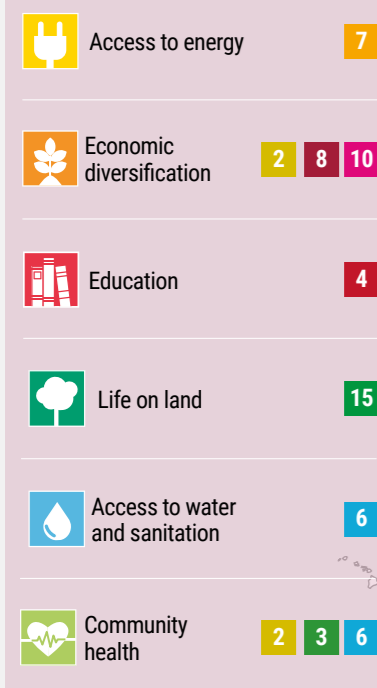 Access to energy 7
Economic
diversification 2 8 10
Education 4
Life on land 15
Access to water
and sanitation 6
Community
health 2 3 6